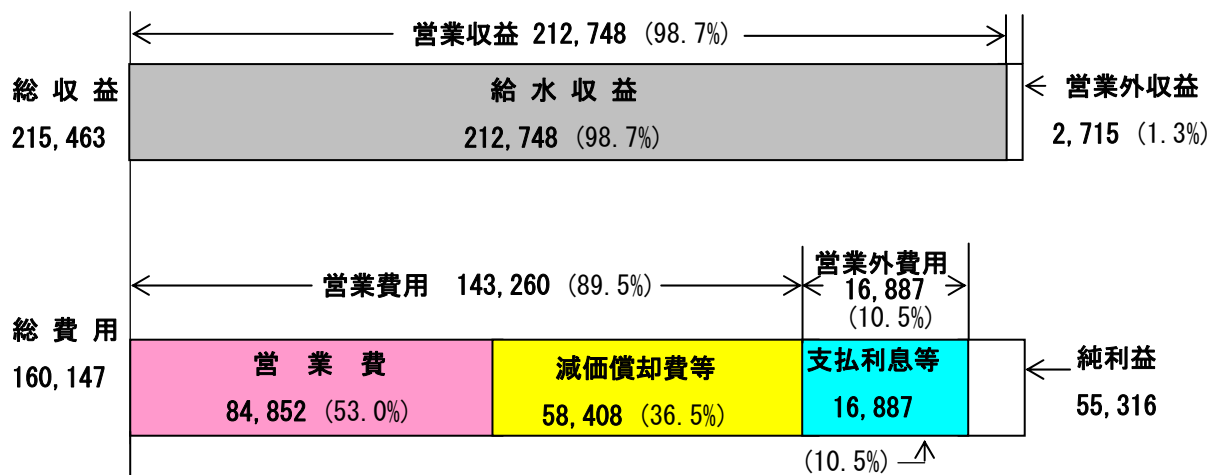 営業収益 212,748 (98.7%)
総収益
215,463
給水収益
212,748 (98.7%)
営業外収益
2,715 (1.3%)
営業費用 143,260 (89.5%)
営業外費用
16,887
(10.5%)
総費用
160,147
営業費
84,852 (53.0%)
減価償却費等
58,408 (36.5%)
支払利息等
16,887
(10.5%)
純利益
55,316